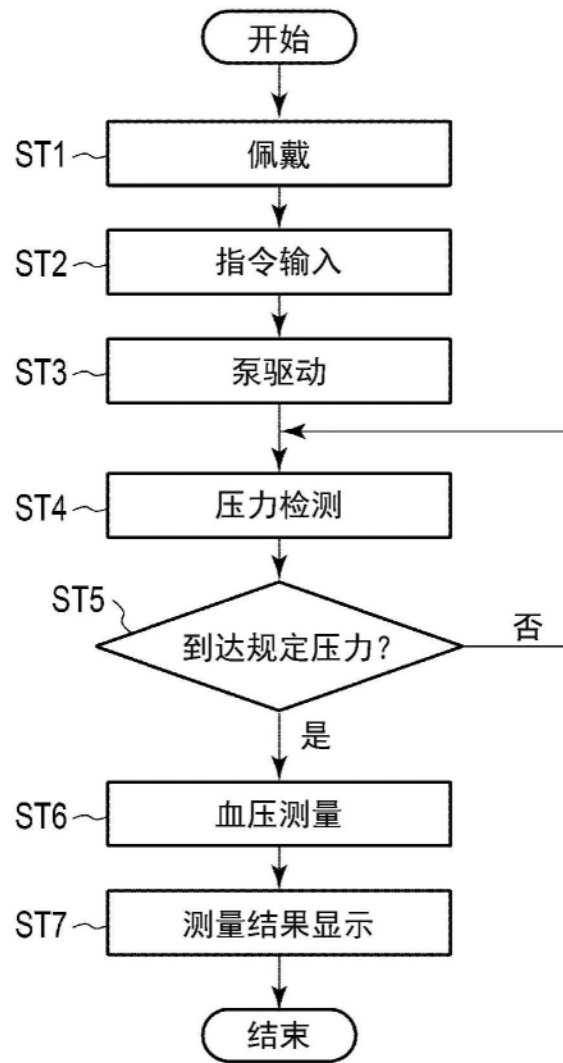 开始
ST1
佩戴
ST2
指令输入
ST3
泵驱动
ST4
压力检测
ST5
到达规定压力？
否
是
ST6
血压测量
ST7
测量结果显示
结束